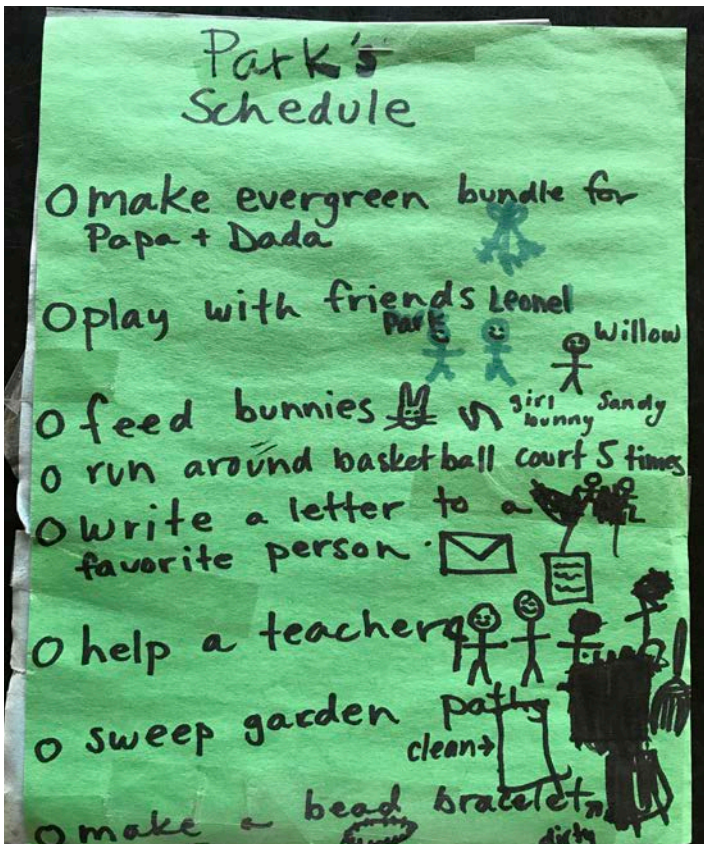 Park's
Schedule
O make evergreen bundle for
Papa + Dada
O play with friends Leonel
Park
Willow
O feed bunnies girl bunny Sandy
O run around basketball court 5 times
O write a letter to a
favorite person.
O help a teacher
O sweep garden path
clean→
O make a bead bracelet
dirty